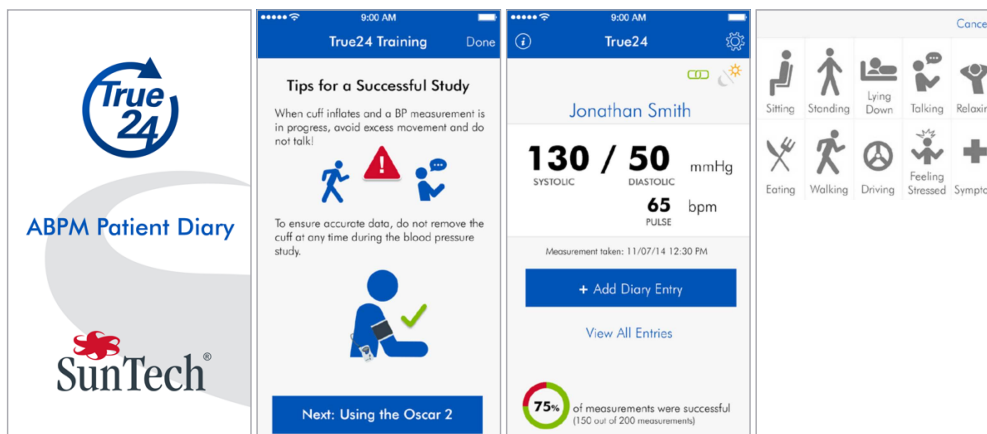 True
24
ABPM Patient Diary
SunTech®
9:00 AM
True24 Training
Done
Tips for a Successful Study
When cuff inflates and a BP measurement is
in progress, avoid excess movement and do
not talk!
To ensure accurate data, do not remove the
cuff at any time during the blood pressure
study.
Next: Using the Oscar 2
9:00 AM
True24
Jonathan Smith
130 / 50 mmHg
SYSTOLIC DIASTOLIC
65 bpm
PULSE
Measurement taken: 11/07/14 12:30 PM
+ Add Diary Entry
View All Entries
75% of measurements were successful
(150 out of 200 measurements)
Cance
Sitting Standing Lying Down Talking Relaxin
Eating Walking Driving Feeling Stressed Sympto